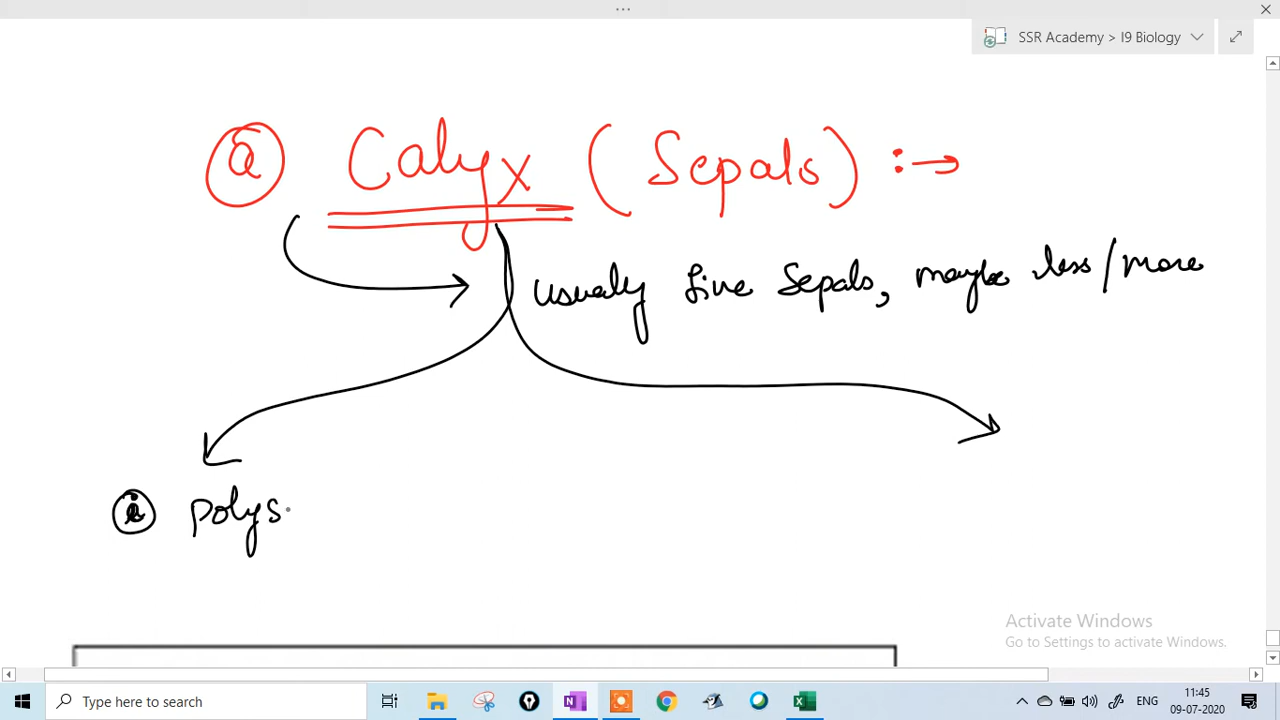 SSR Academy > I9 Biology
a Calyx (Sepals) :→
usually five Sepals, maybe less/more
i polys
Activate Windows
Go to Settings to activate Windows.
Type here to search
ENG
11:45
09-07-2020